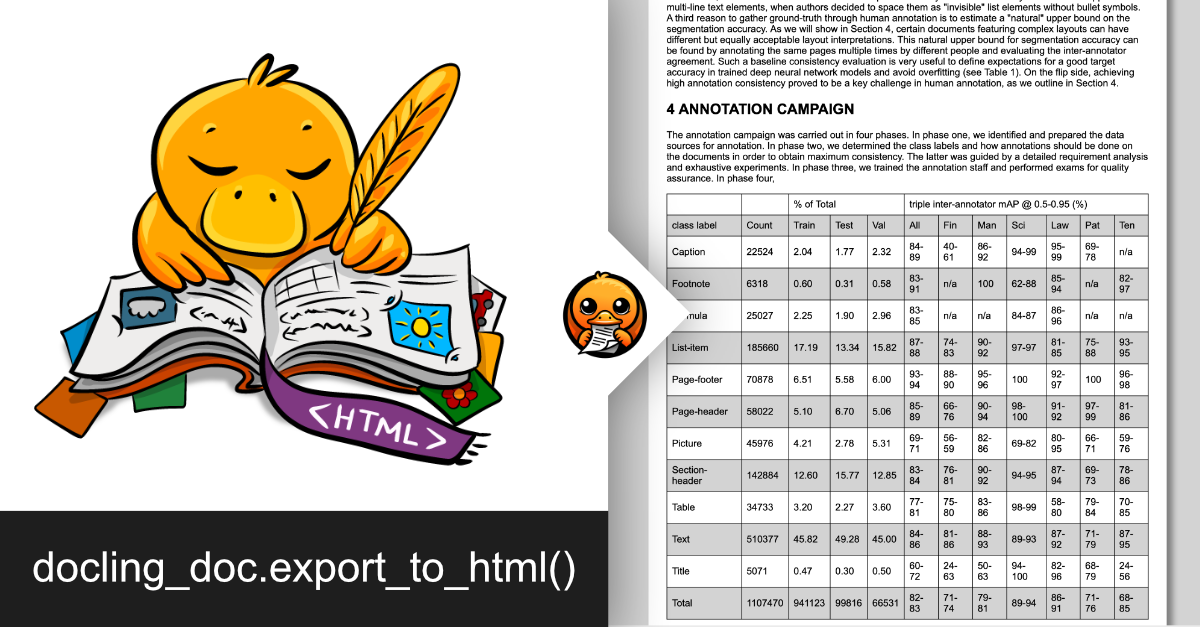 <HTML>
docling_doc.export_to_html()
multi-line text elements, when authors decided to space them as "invisible" list elements without bullet symbols.
A third reason to gather ground-truth through human annotation is to estimate a "natural" upper bound on the
segmentation accuracy. As we will show in Section 4, certain documents featuring complex layouts can have
different but equally acceptable layout interpretations. This natural upper bound for segmentation accuracy can
be found by annotating the same pages multiple times by different people and evaluating the inter-annotator
agreement. Such a baseline consistency evaluation is very useful to define expectations for a good target
accuracy in trained deep neural network models and avoid overfitting (see Table 1). On the flip side, achieving
high annotation consistency proved to be a key challenge in human annotation, as we outline in Section 4.
4 ANNOTATION CAMPAIGN
The annotation campaign was carried out in four phases. In phase one, we identified and prepared the data
sources for annotation. In phase two, we determined the class labels and how annotations should be done on
the documents in order to obtain maximum consistency. The latter was guided by a detailed requirement analysis
and exhaustive experiments. In phase three, we trained the annotation staff and performed exams for quality
assurance. In phase four,
% of Total triple inter-annotator mAP @ 0.5-0.95 (%)
class label Count Train Test Val All Fin Man Sci Law Pat Ten
Caption 22524 2.04 1.77 2.32 84-89 40-61 86-92 94-99 95-99 69-78 n/a
Footnote 6318 0.60 0.31 0.58 83-91 n/a 100 62-88 85-94 n/a 82-97
mula 25027 2.25 1.90 2.96 83-85 n/a n/a 84-87 86-96 n/a n/a
List-item 185660 17.19 13.34 15.82 87-88 74-83 90-92 97-97 81-85 75-88 93-95
Page-footer 70878 6.51 5.58 6.00 93-94 88-90 95-96 100 92-97 100 96-98
Page-header 58022 5.10 6.70 5.06 85-89 66-76 90-94 98-100 91-92 97-99 81-86
Picture 45976 4.21 2.78 5.31 69-71 56-59 82-86 69-82 80-95 66-71 59-76
Section-header 142884 12.60 15.77 12.85 83-84 76-81 90-92 94-95 87-94 69-73 78-86
Table 34733 3.20 2.27 3.60 77-81 75-80 83-86 98-99 58-80 79-84 70-85
Text 510377 45.82 49.28 45.00 84-86 81-86 88-93 89-93 87-92 71-79 87-95
Title 5071 0.47 0.30 0.50 60-72 24-63 50-63 94-100 82-96 68-79 24-56
Total 1107470 941123 99816 66531 82-83 71-74 79-81 89-94 86-91 71-76 68-85